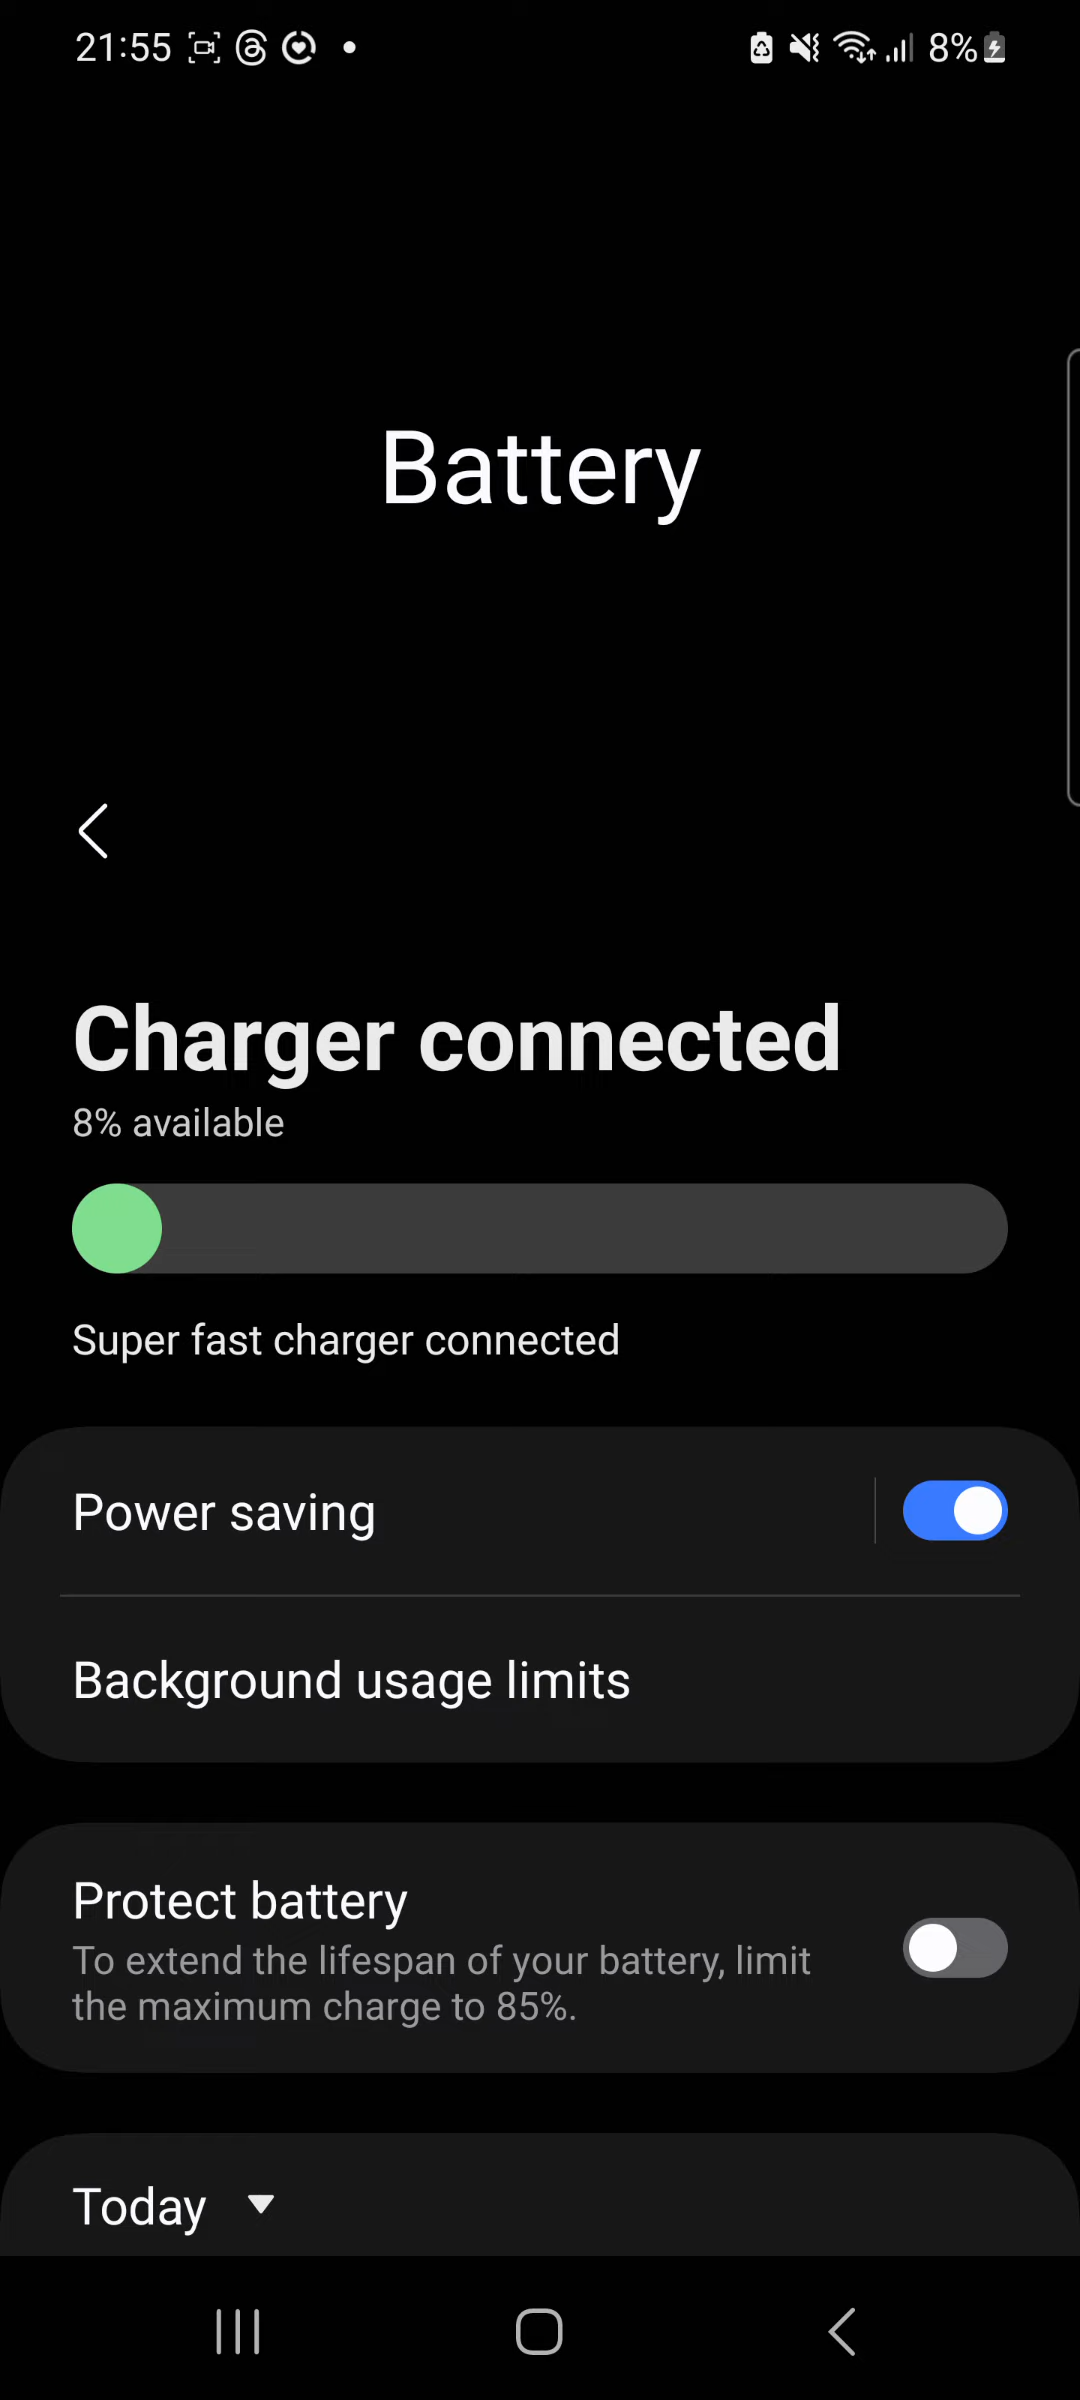 21:55 8%
Battery
Charger connected
8% available
Super fast charger connected
Power saving
Background usage limits
Protect battery
To extend the lifespan of your battery, limit
the maximum charge to 85%.
Today